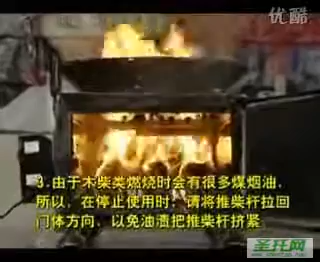 优酷
3.由于木柴类燃烧时会有很多煤烟油,
所以,在停止使用时,请将推柴杆拉回
门体方向,以免油渍把推柴杆挤紧
圣托网